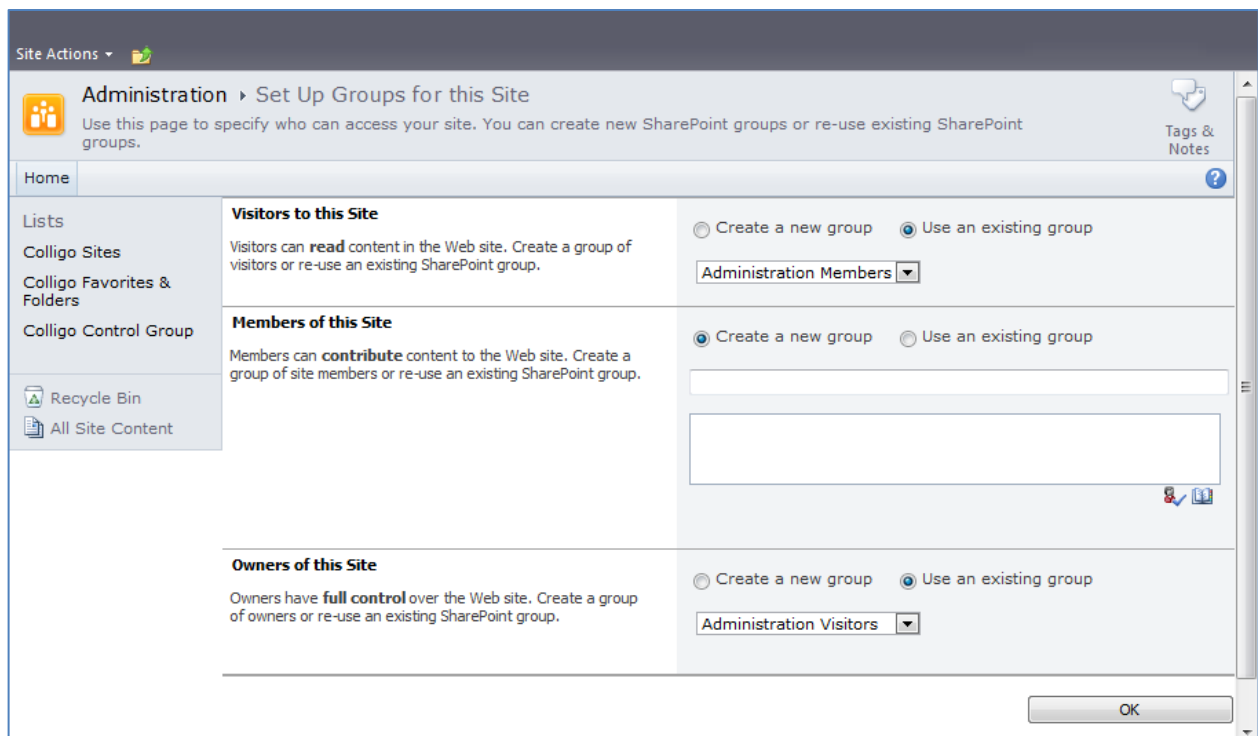 Site Actions
Administration ▸ Set Up Groups for this Site
Use this page to specify who can access your site. You can create new SharePoint groups or re-use existing SharePoint
groups.
Tags &
Notes
Home
Lists
Colligo Sites
Colligo Favorites &
Folders
Colligo Control Group
Recycle Bin
All Site Content
Visitors to this Site
Visitors can read content in the Web site. Create a group of
visitors or re-use an existing SharePoint group.
Create a new group
Use an existing group
Administration Members
Members of this Site
Members can contribute content to the Web site. Create a
group of site members or re-use an existing SharePoint group.
Create a new group
Use an existing group
Owners of this Site
Owners have full control over the Web site. Create a group
of owners or re-use an existing SharePoint group.
Create a new group
Use an existing group
Administration Visitors
OK